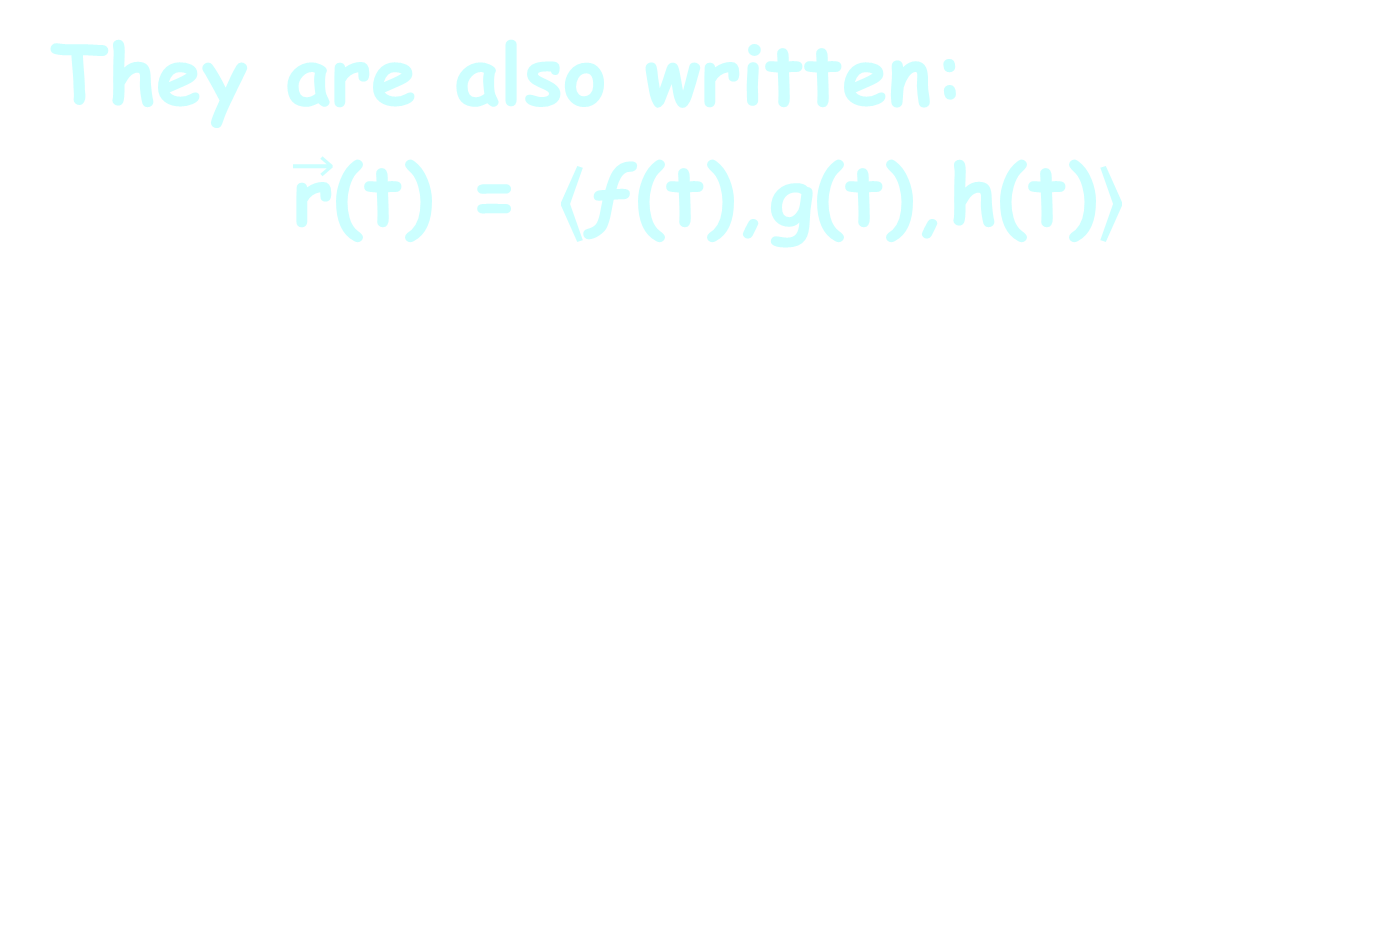 They are also written:
r⃗(t) = ⟨f(t),g(t),h(t)⟩